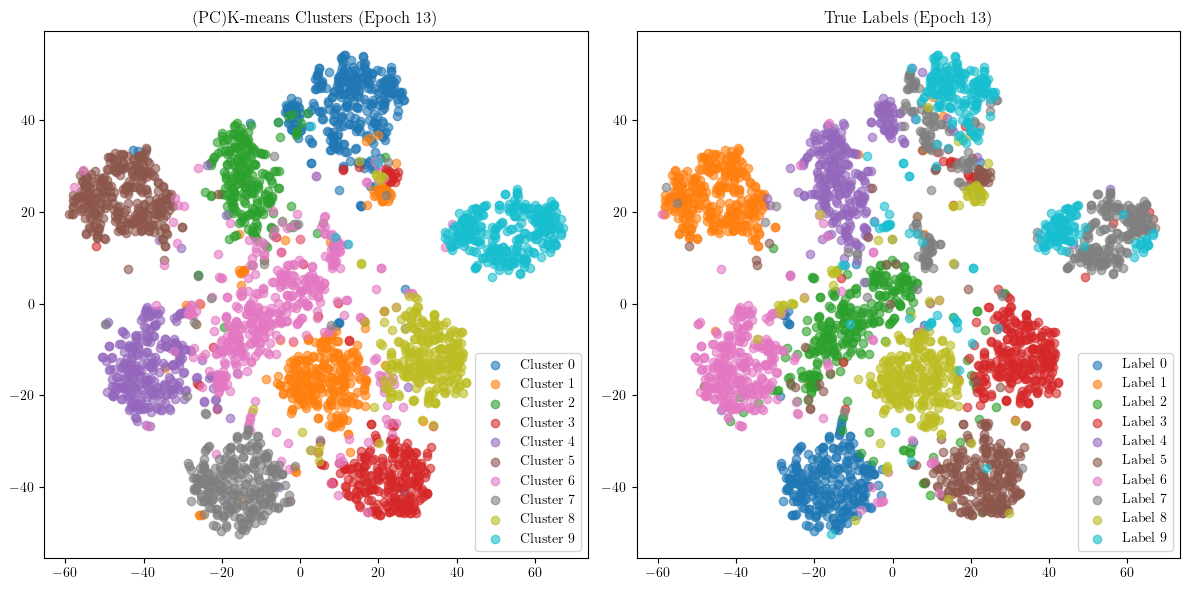 (PC)K-means Clusters (Epoch 13)
40
20
0
−20
−40
−60
−40
−20
0
20
40
60
Cluster 0
Cluster 1
Cluster 2
Cluster 3
Cluster 4
Cluster 5
Cluster 6
Cluster 7
Cluster 8
Cluster 9
True Labels (Epoch 13)
40
20
0
−20
−40
−60
−40
−20
0
20
40
60
Label 0
Label 1
Label 2
Label 3
Label 4
Label 5
Label 6
Label 7
Label 8
Label 9